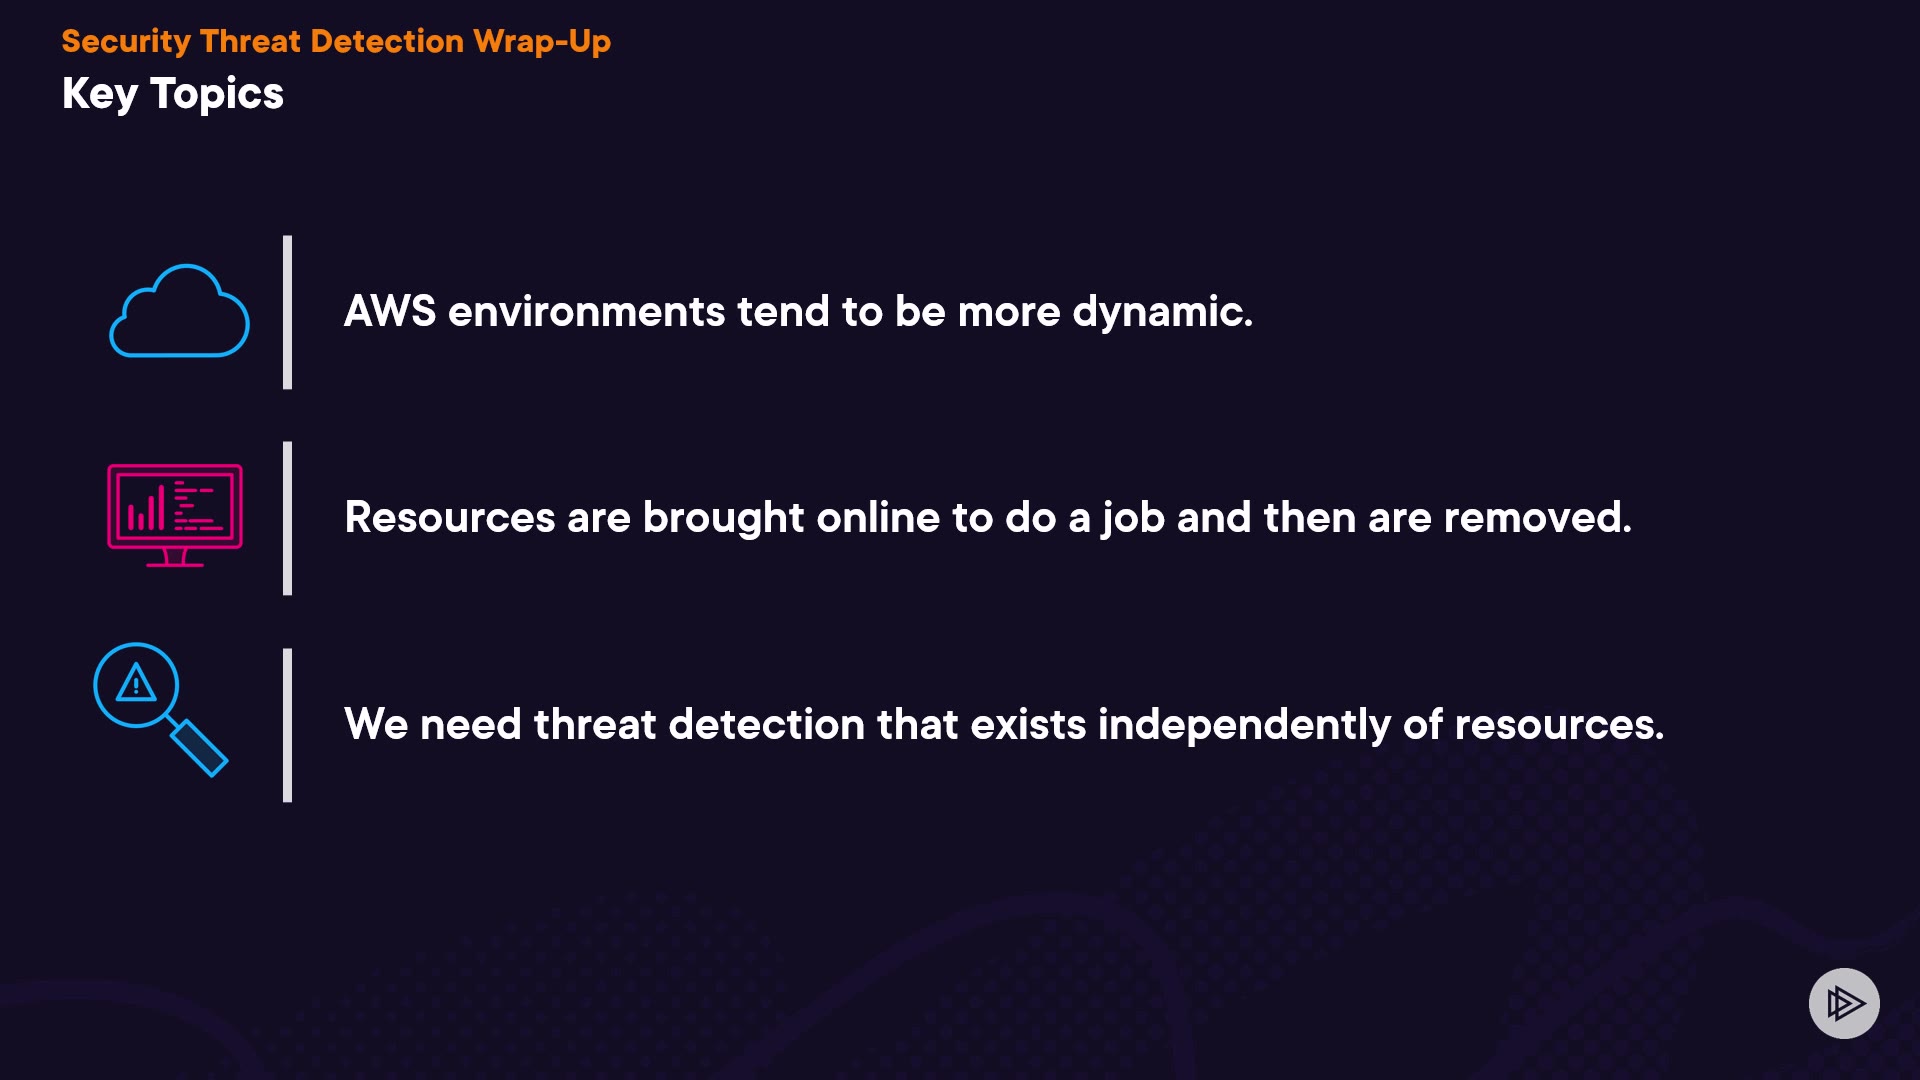 Security Threat Detection Wrap-Up
Key Topics
AWS environments tend to be more dynamic.
Resources are brought online to do a job and then are removed.
We need threat detection that exists independently of resources.